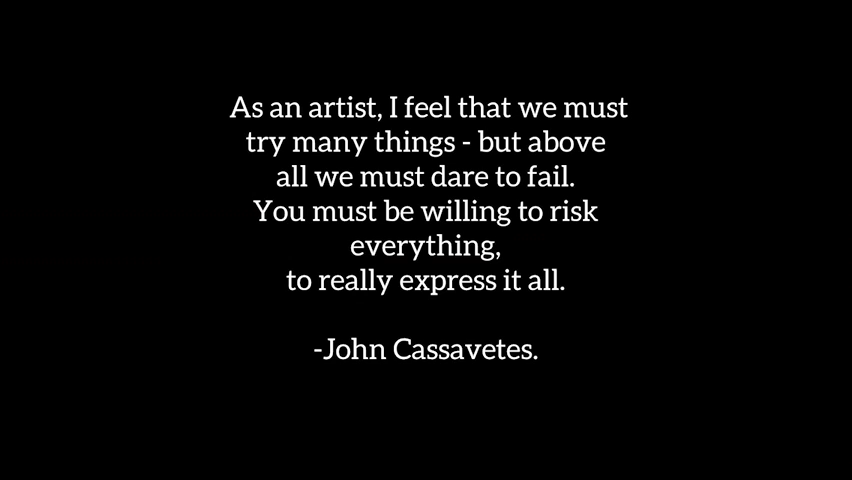 As an artist, I feel that we must
try many things - but above
all we must dare to fail.
You must be willing to risk
everything,
to really express it all.
-John Cassavetes.